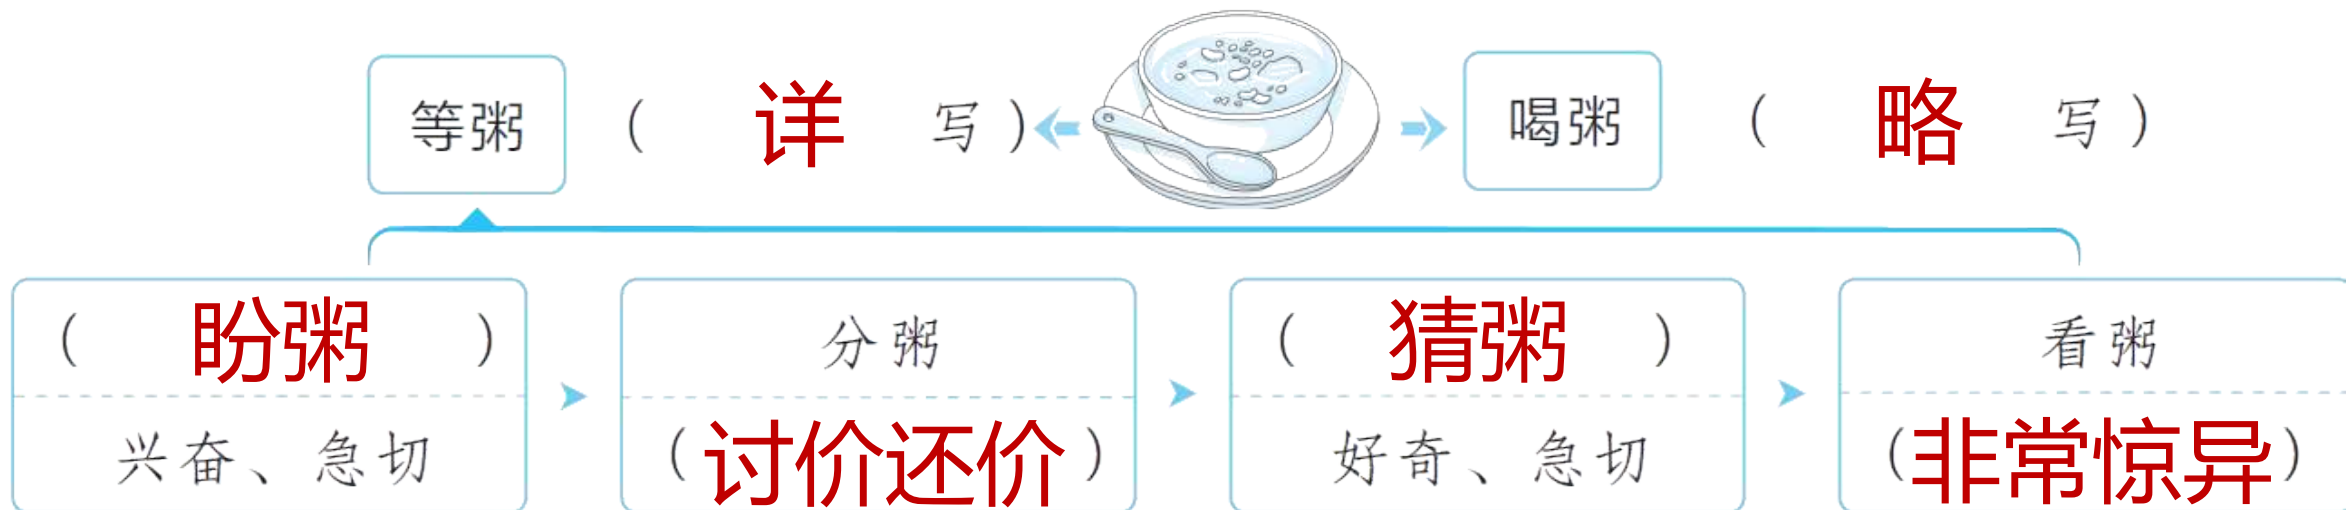 等粥 （ 详 写） 喝粥 （ 略 写）
（ 盼粥 ） 分粥 （ 猜粥 ） 看粥
兴奋、急切 （讨价还价） 好奇、急切 （非常惊异）